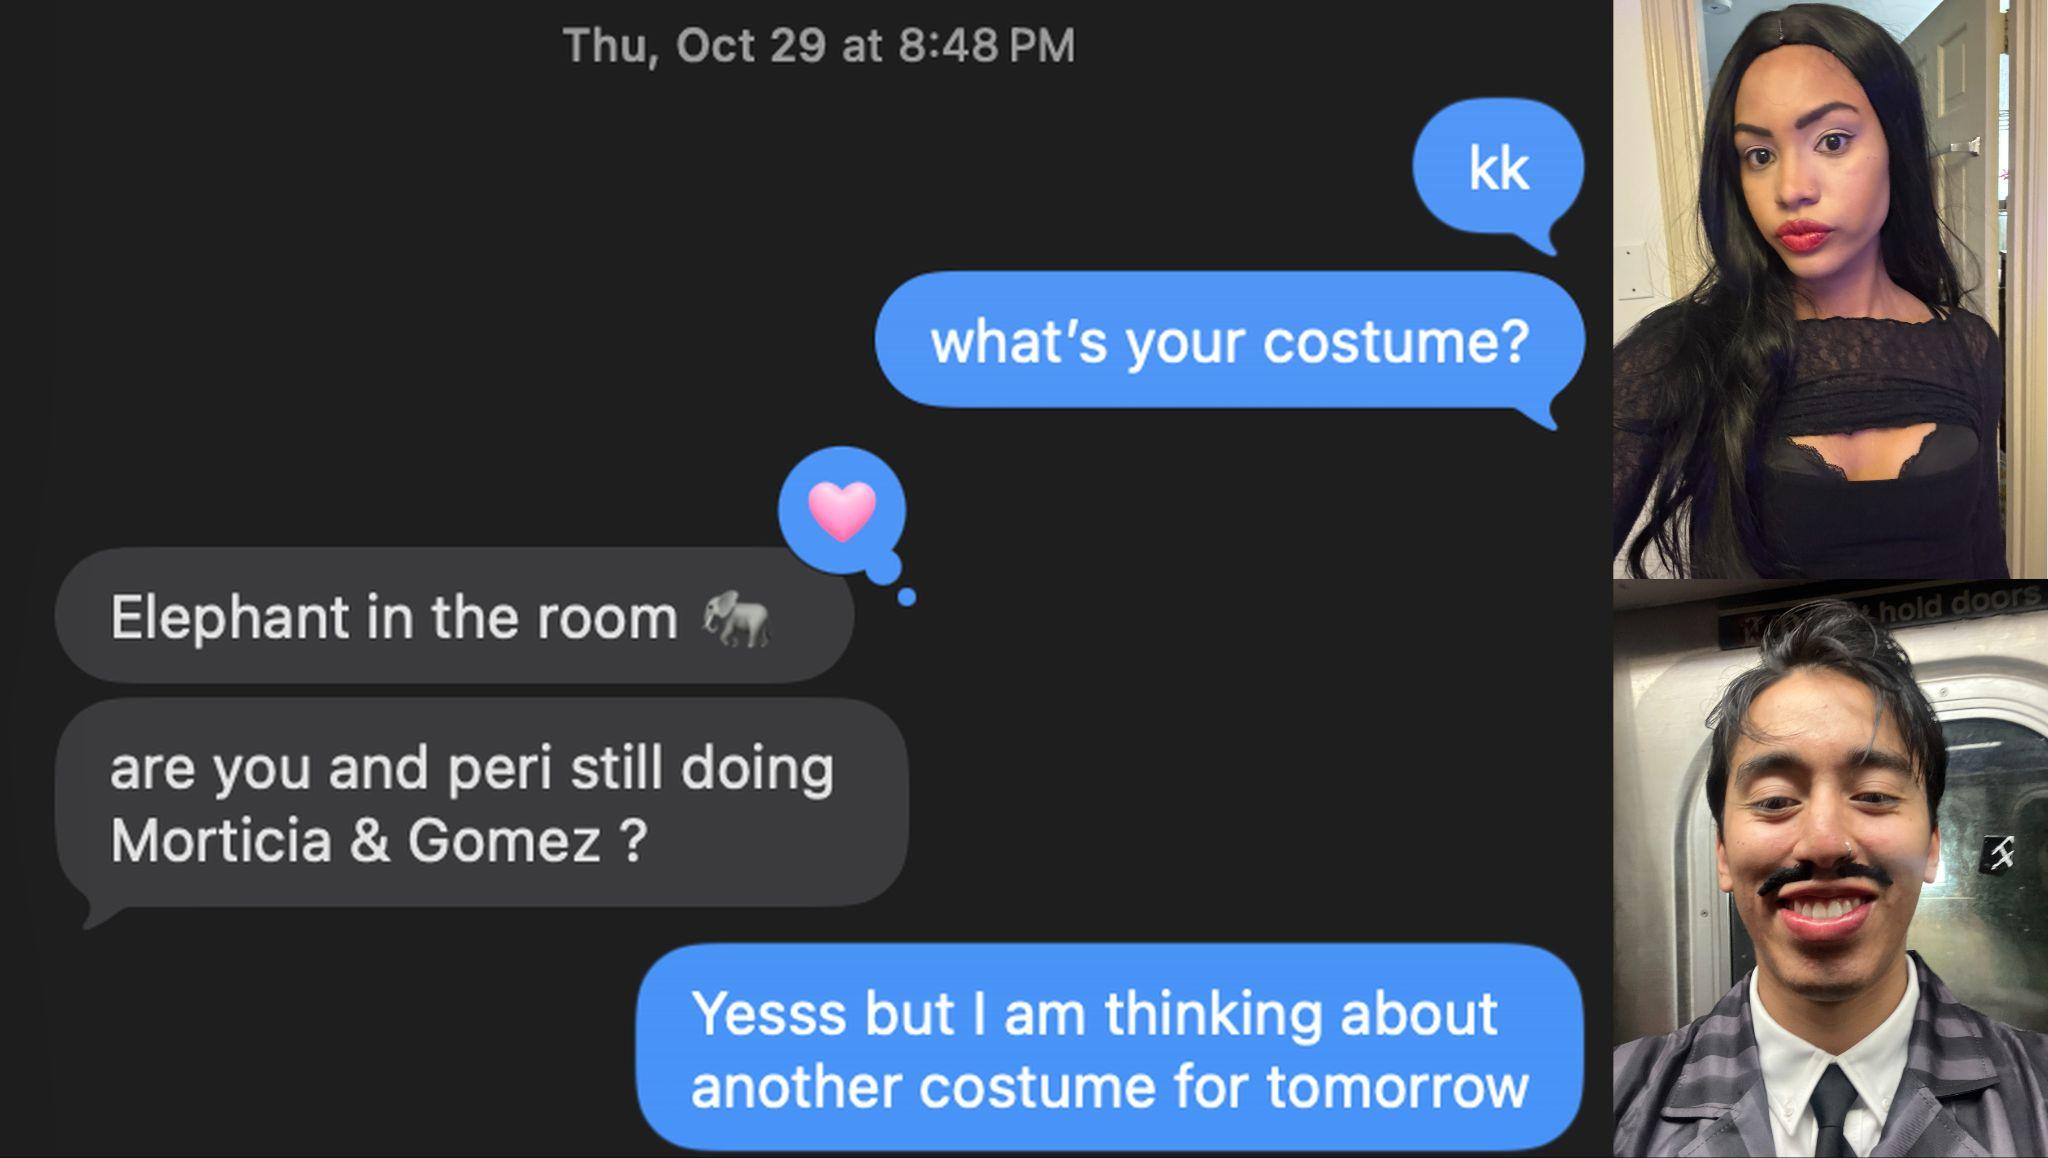 Thu, Oct 29 at 8:48 PM
kk
what’s your costume?
Elephant in the room 🐘
are you and peri still doing
Morticia & Gomez ?
Yesss but I am thinking about
another costume for tomorrow
hold doors